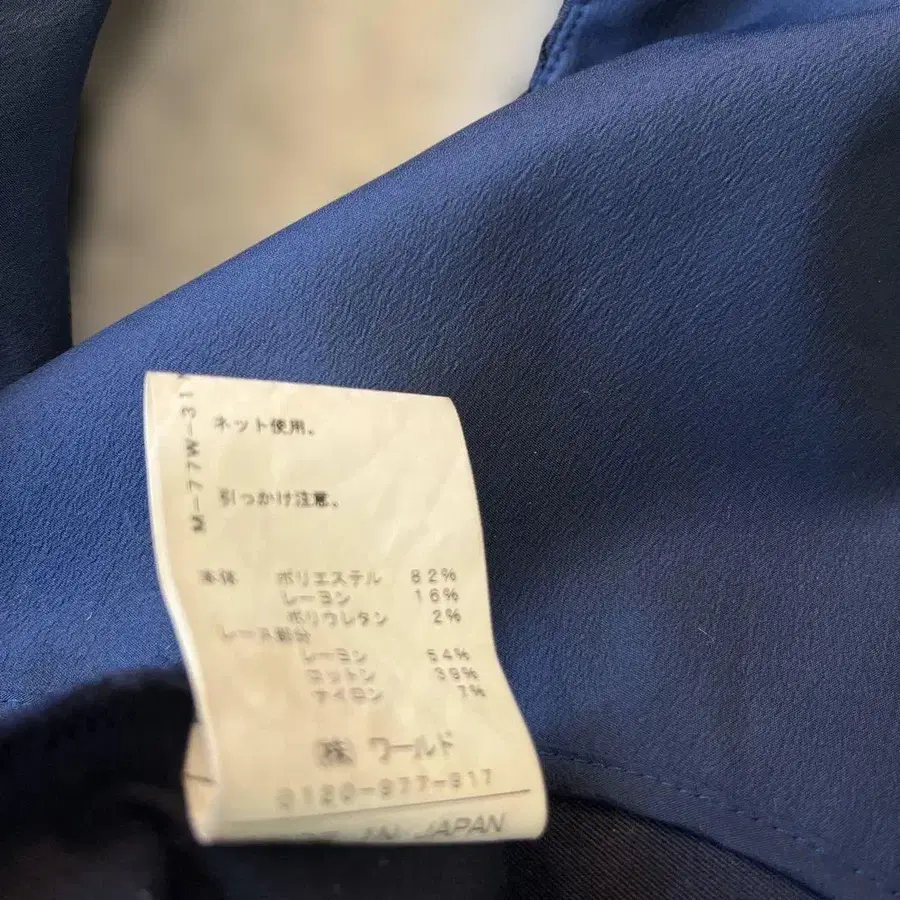 M-77W-31
ネット使用。
引っかけ注意。
本体 ポリエステル 82%
レーヨン 16%
ポリウレタン 2%
レース部分
レーヨン 54%
コットン 39%
ナイロン 7%
(株) ワールド
0120-977-917
IN JAPAN